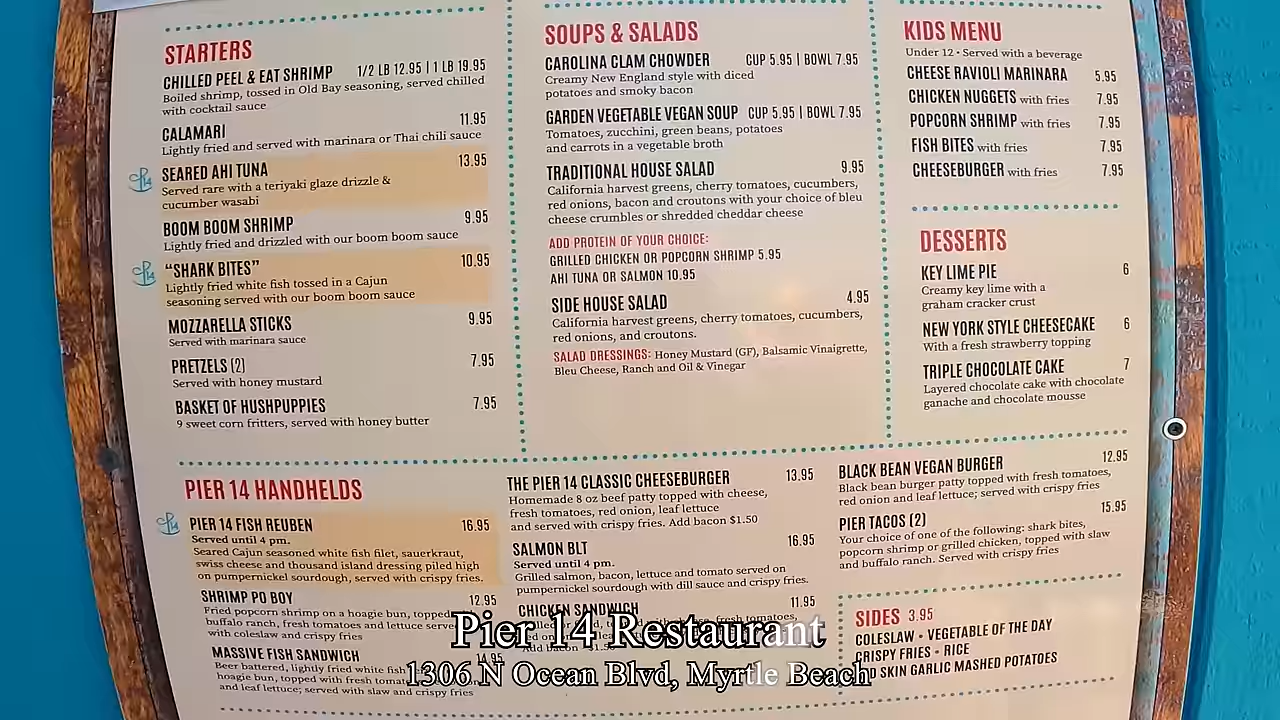 STARTERS
CHILLED PEEL & EAT SHRIMP 1/2 LB 12.95 | 1 LB 19.95
Boiled shrimp, tossed in Old Bay seasoning, served chilled
with cocktail sauce
CALAMARI 11.95
Lightly fried and served with marinara or Thai chili sauce
SEARED AHI TUNA 13.95
Served rare with a teriyaki glaze drizzle &
cucumber wasabi
BOOM BOOM SHRIMP 9.95
Lightly fried and drizzled with our boom boom sauce
"SHARK BITES" 10.95
Lightly fried white fish tossed in a Cajun
seasoning served with our boom boom sauce
MOZZARELLA STICKS 9.95
Served with marinara sauce
PRETZELS (2) 7.95
Served with honey mustard
BASKET OF HUSHPUPPIES 7.95
9 sweet corn fritters, served with honey butter
SOUPS & SALADS
CAROLINA CLAM CHOWDER CUP 5.95 | BOWL 7.95
Creamy New England style with diced
potatoes and smoky bacon
GARDEN VEGETABLE VEGAN SOUP CUP 5.95 | BOWL 7.95
Tomatoes, zucchini, green beans, potatoes
and carrots in a vegetable broth
TRADITIONAL HOUSE SALAD 9.95
California harvest greens, cherry tomatoes, cucumbers,
red onions, bacon and croutons with your choice of bleu
cheese crumbles or shredded cheddar cheese
ADD PROTEIN OF YOUR CHOICE:
GRILLED CHICKEN OR POPCORN SHRIMP 5.95
AHI TUNA OR SALMON 10.95
SIDE HOUSE SALAD 4.95
California harvest greens, cherry tomatoes, cucumbers,
red onions, and croutons.
SALAD DRESSINGS: Honey Mustard (GF), Balsamic Vinaigrette,
Bleu Cheese, Ranch and Oil & Vinegar
KIDS MENU
Under 12 • Served with a beverage
CHEESE RAVIOLI MARINARA 5.95
CHICKEN NUGGETS with fries 7.95
POPCORN SHRIMP with fries 7.95
FISH BITES with fries 7.95
CHEESEBURGER with fries 7.95
DESSERTS
KEY LIME PIE 6
Creamy key lime with a
graham cracker crust
NEW YORK STYLE CHEESECAKE 6
With a fresh strawberry topping
TRIPLE CHOCOLATE CAKE 7
Layered chocolate cake with chocolate
ganache and chocolate mousse
PIER 14 HANDHELDS
PIER 14 FISH REUBEN 16.95
Served until 4 pm.
Seared Cajun seasoned white fish filet, sauerkraut,
swiss cheese and thousand island dressing piled high
on pumpernickel sourdough, served with crispy fries.
SHRIMP PO BOY 12.95
Fried popcorn shrimp on a hoagie bun, topped
buffalo ranch, fresh tomatoes and lettuce serve
with coleslaw and crispy fries
MASSIVE FISH SANDWICH 14.95
Beer battered, lightly fried white fish
hoagie bun, topped with fresh
and leaf lettuce; served with slaw and crispy fries
THE PIER 14 CLASSIC CHEESEBURGER 13.95
Homemade 8 oz beef patty topped with cheese,
fresh tomatoes, red onion, leaf lettuce
and served with crispy fries. Add bacon $1.50
SALMON BLT 16.95
Served until 4 pm.
Grilled salmon, bacon, lettuce and tomato served on
pumpernickel sourdough with dill sauce and crispy fries.
CHICKEN SANDWICH 11.95
fresh tomatoes,
Add bacon
BLACK BEAN VEGAN BURGER 12.95
Black bean burger patty topped with fresh tomatoes,
red onion and leaf lettuce; served with crispy fries
PIER TACOS (2) 15.95
Your choice of one of the following: shark bites,
popcorn shrimp or grilled chicken, topped with slaw
and buffalo ranch. Served with crispy fries
SIDES 3.95
COLESLAW • VEGETABLE OF THE DAY
CRISPY FRIES • RICE
SKIN GARLIC MASHED POTATOES
Pier 14 Restaurant
1306 N Ocean Blvd, Myrtle Beach